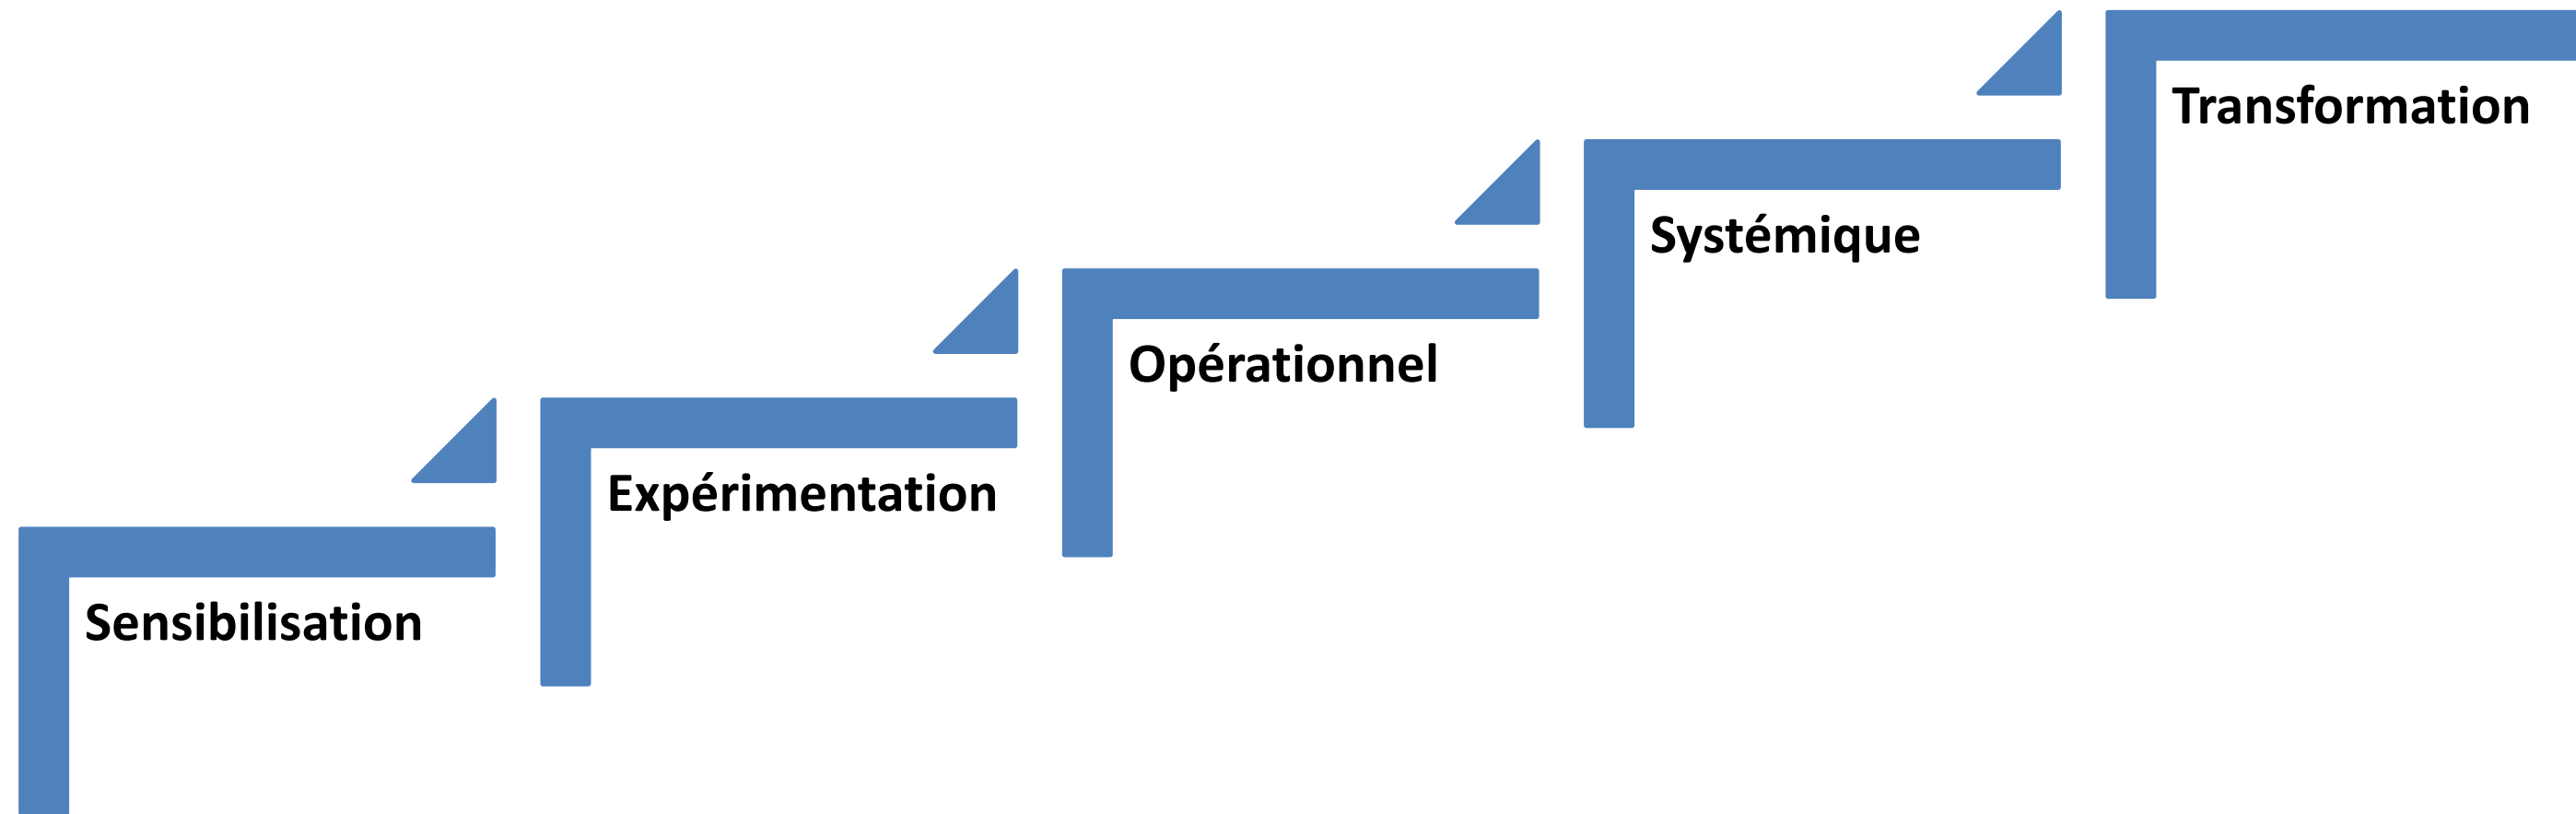 Transformation
Systémique
Opérationnel
Expérimentation
Sensibilisation